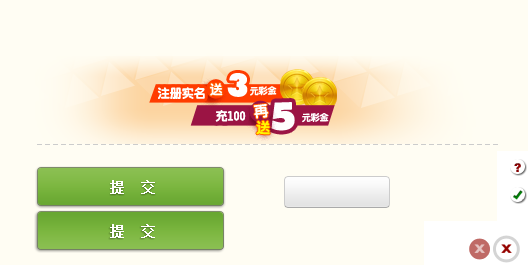 注册实名送3元彩金
充100再送5元彩金
提 交
提 交
?